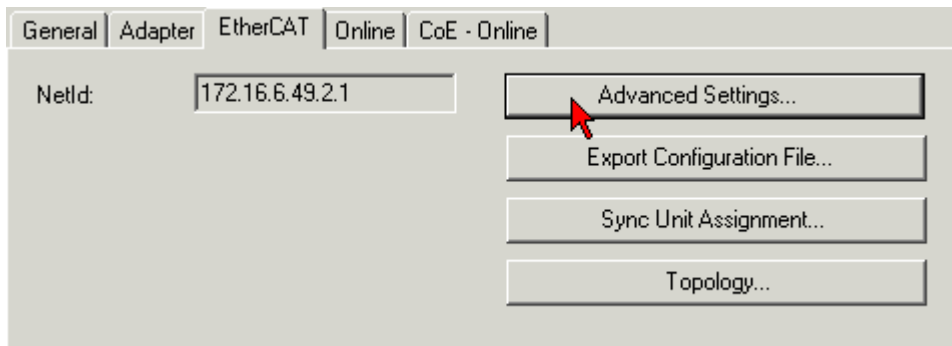 General Adapter EtherCAT Online CoE - Online
NetId: 172.16.6.49.2.1 Advanced Settings...
Export Configuration File...
Sync Unit Assignment...
Topology...